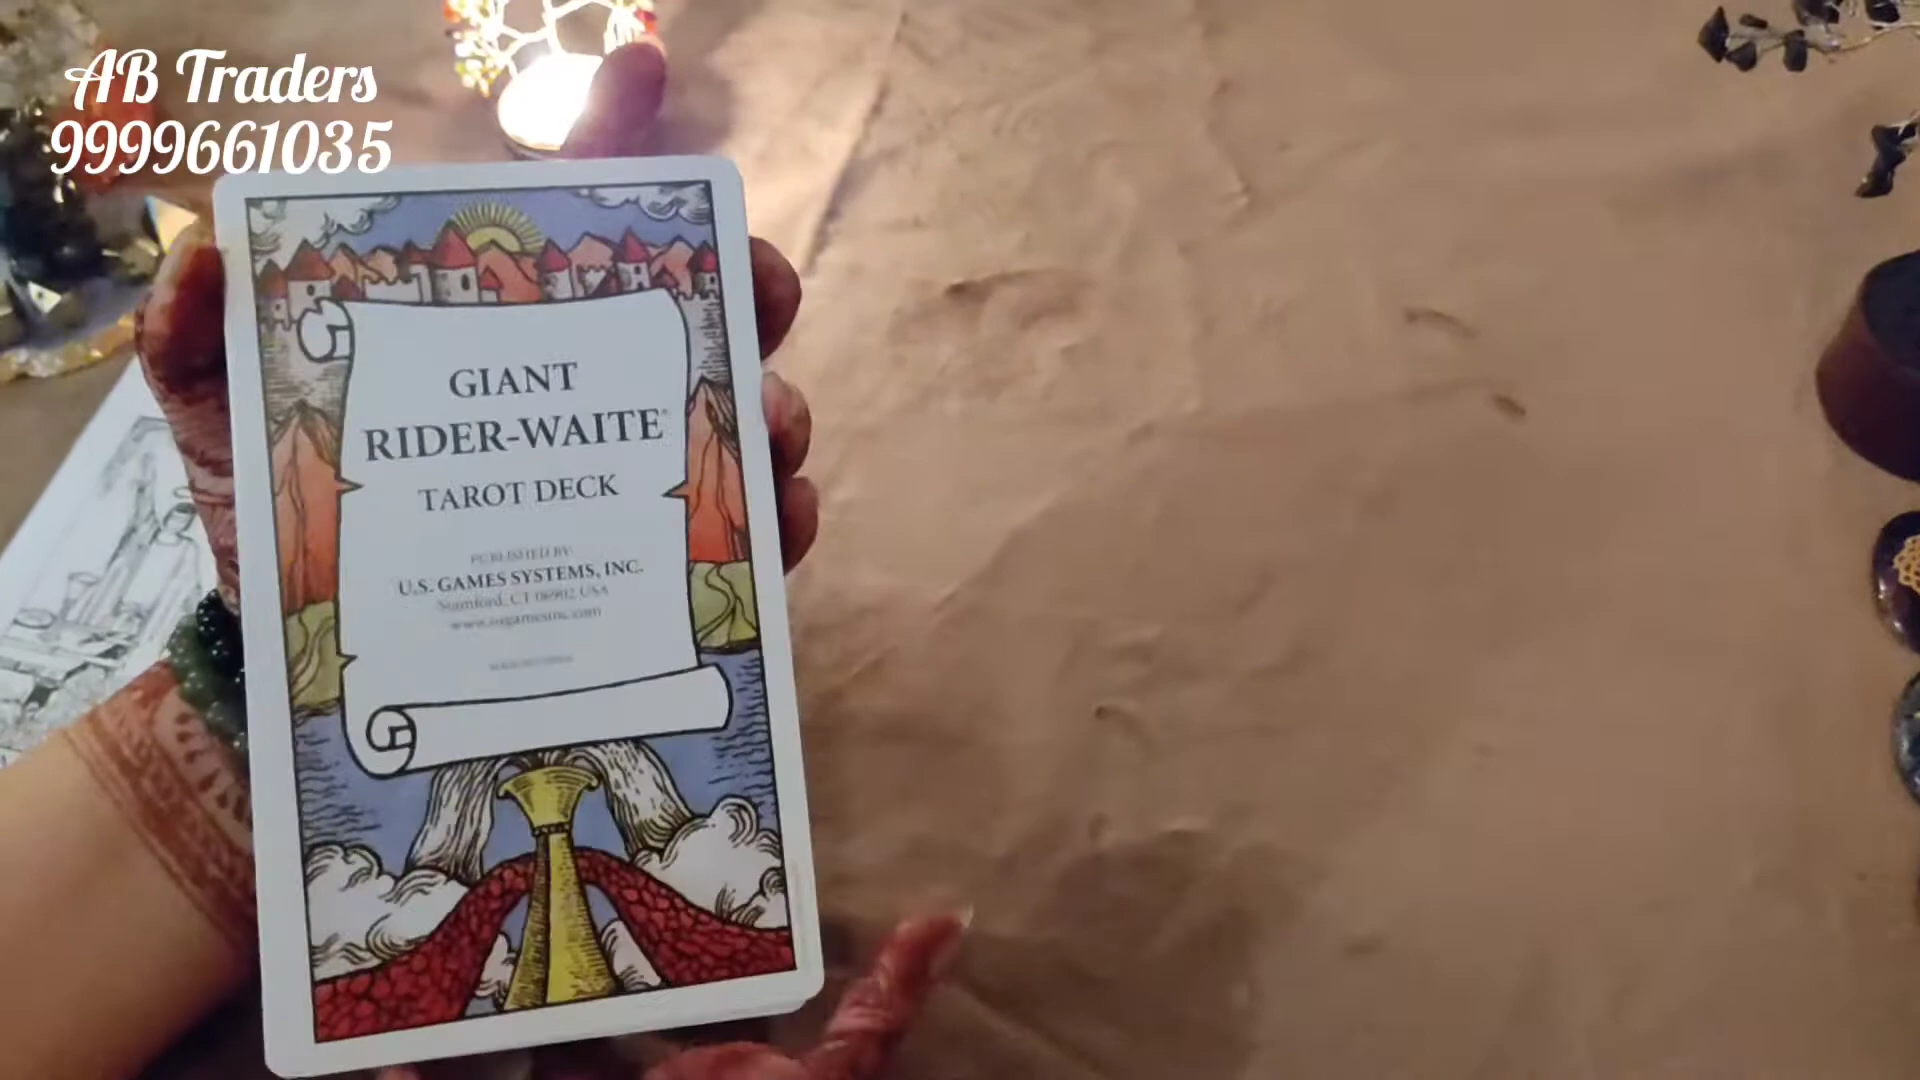 AB Traders
9999661035
GIANT
RIDER-WAITE®
TAROT DECK
PUBLISHED BY:
U.S. GAMES SYSTEMS, INC.
Stamford, CT 06902 USA
www.usgamesinc.com